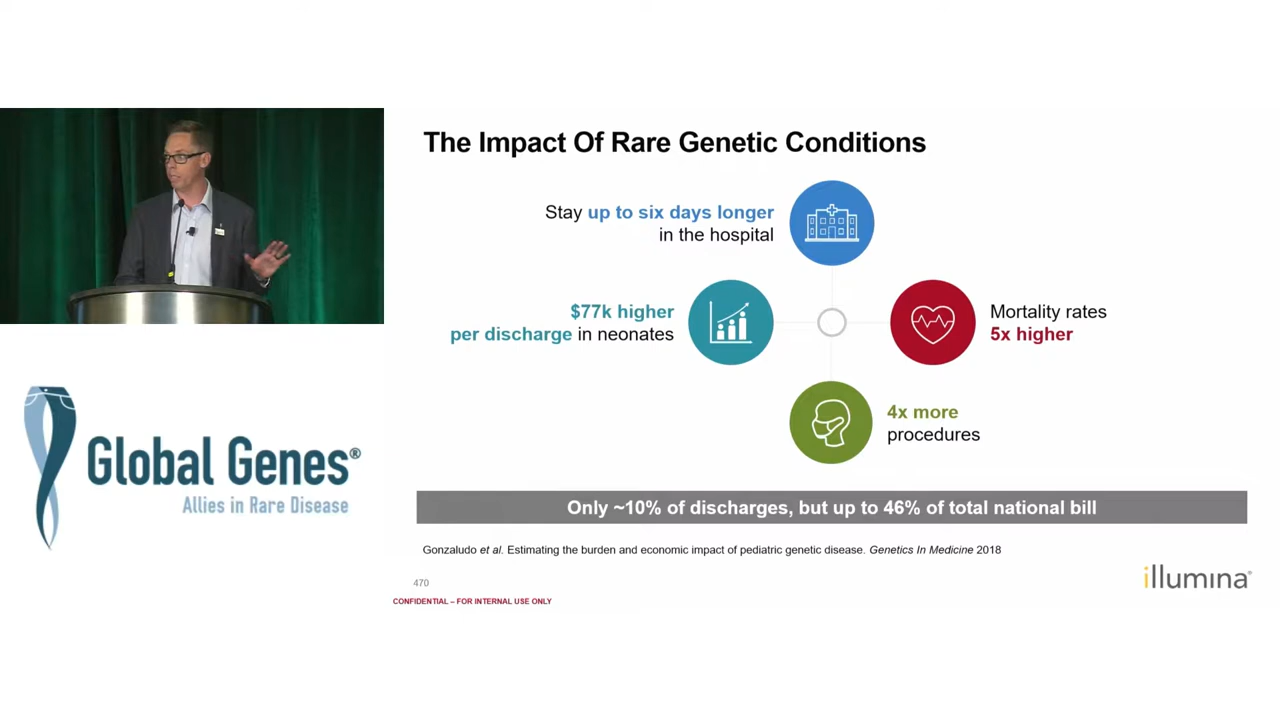 The Impact Of Rare Genetic Conditions
Stay up to six days longer
in the hospital
$77k higher
per discharge in neonates
Mortality rates
5x higher
4x more
procedures
Only ~10% of discharges, but up to 46% of total national bill
Gonzaludo et al. Estimating the burden and economic impact of pediatric genetic disease. Genetics In Medicine 2018
470
CONFIDENTIAL – FOR INTERNAL USE ONLY
illumina®
Global Genes®
Allies in Rare Disease